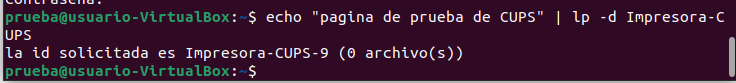 prueba@usuario-VirtualBox:~$ echo "pagina de prueba de CUPS" | lp -d Impresora-C
UPS
la id solicitada es Impresora-CUPS-9 (0 archivo(s))
prueba@usuario-VirtualBox:~$